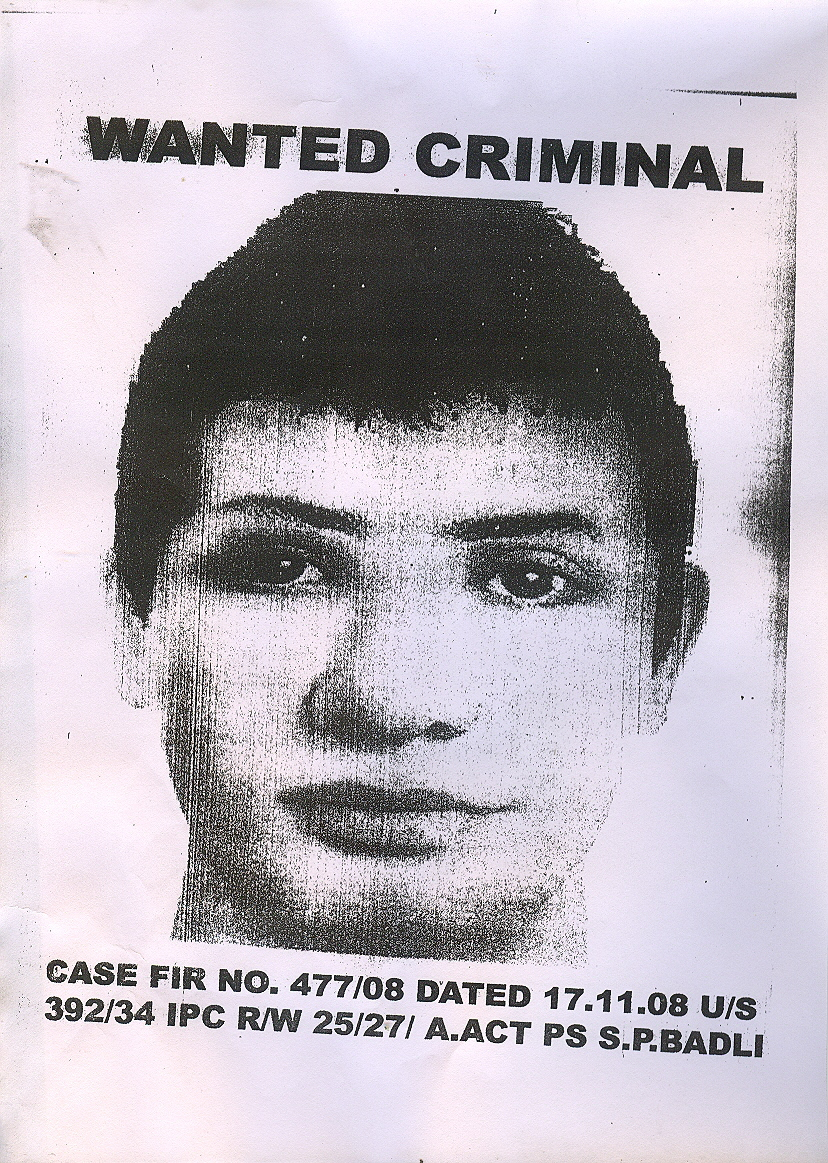 WANTED CRIMINAL
CASE FIR NO. 477/08 DATED 17.11.08 U/S
392/34 IPC R/W 25/27/ A.ACT PS S.P.BADLI